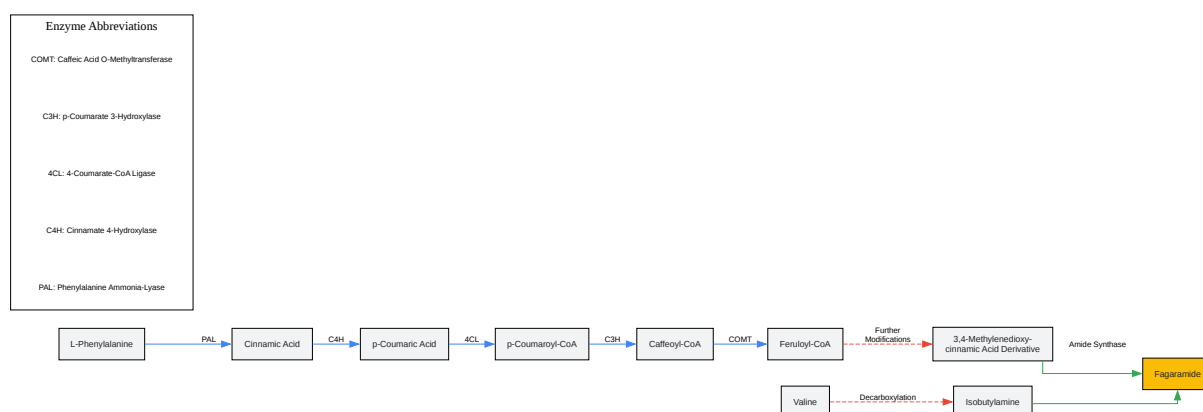 Enzyme Abbreviations
COMT: Caffeic Acid O-Methyltransferase
C3H: p-Coumarate 3-Hydroxylase
4CL: 4-Coumarate-CoA Ligase
C4H: Cinnamate 4-Hydroxylase
PAL: Phenylalanine Ammonia-Lyase
L-Phenylalanine
PAL
Cinnamic Acid
C4H
p-Coumaric Acid
4CL
p-Coumaroyl-CoA
C3H
Caffeoyl-CoA
COMT
Feruloyl-CoA
Further
Modifications
3,4-Methylenedioxy-
cinnamic Acid Derivative
Amide Synthase
Fagaramide
Valine
Decarboxylation
Isobutylamine